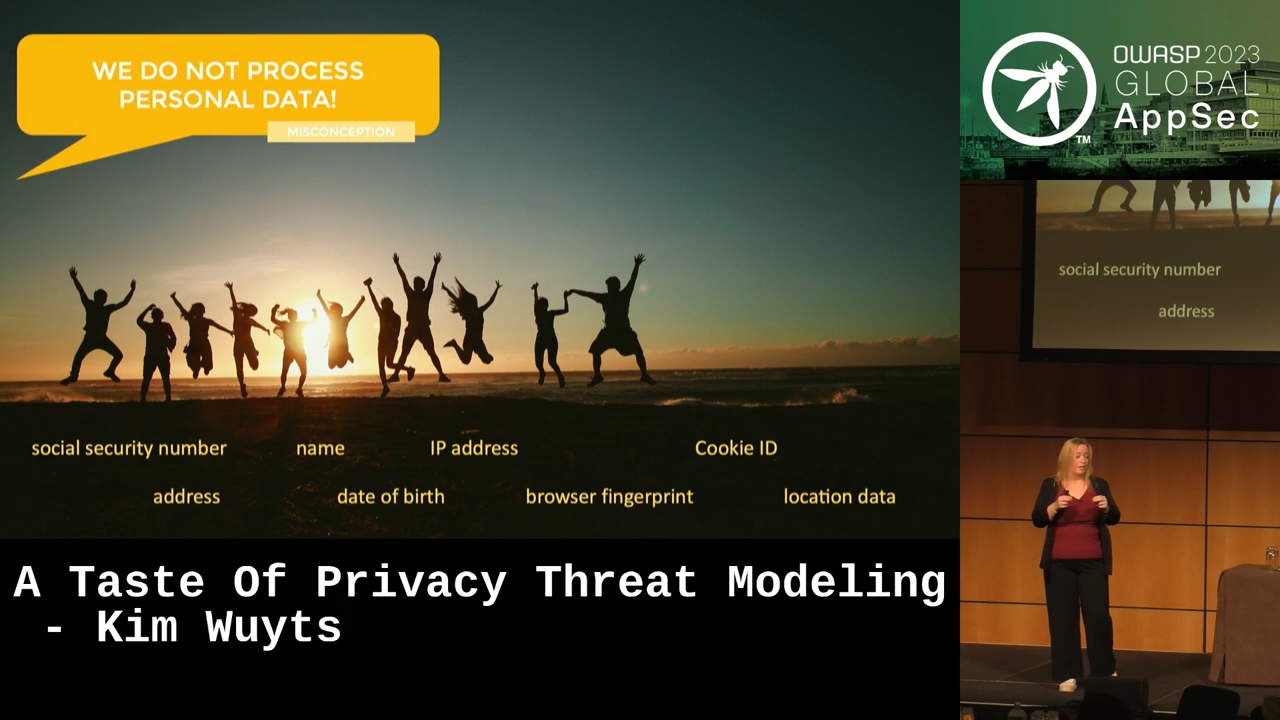 WE DO NOT PROCESS
PERSONAL DATA!
MISCONCEPTION
social security number name IP address Cookie ID
address date of birth browser fingerprint location data
A Taste Of Privacy Threat Modeling
- Kim Wuyts
OWASP 2023
GLOBAL
AppSec
TM
social security number
address